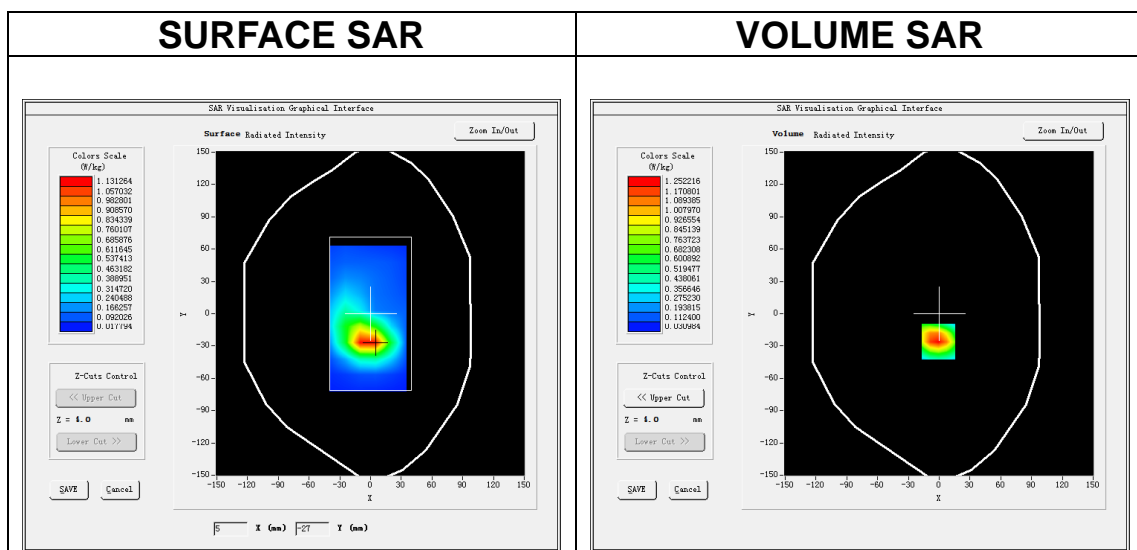 SURFACE SAR
VOLUME SAR
SAR Visualisation Graphical Interface
Surface Radiated Intensity
Zoom In/Out
Colors Scale
(W/kg)
1.131264
1.057032
0.982801
0.908570
0.834339
0.760107
0.685876
0.611645
0.537413
0.463182
0.388951
0.314720
0.240488
0.166257
0.092026
0.017794
Z-Cuts Control
<< Upper Cut
Z = 4.0 mm
Lower Cut >>
SAVE Cancel
150
120
90
60
30
0
-30
-60
-90
-120
-150
Y
-150 -120 -90 -60 -30 0 30 60 90 120 150
X
5 X (mm) -27 Y (mm)
SAR Visualisation Graphical Interface
Volume Radiated Intensity
Zoom In/Out
Colors Scale
(W/kg)
1.252216
1.170801
1.089385
1.007970
0.926554
0.845139
0.763723
0.682308
0.600892
0.519477
0.438061
0.356646
0.275230
0.193815
0.112400
0.030984
Z-Cuts Control
<< Upper Cut
Z = 4.0 mm
Lower Cut >>
SAVE Cancel
150
120
90
60
30
0
-30
-60
-90
-120
-150
Y
-150 -120 -90 -60 -30 0 30 60 90 120 150
X